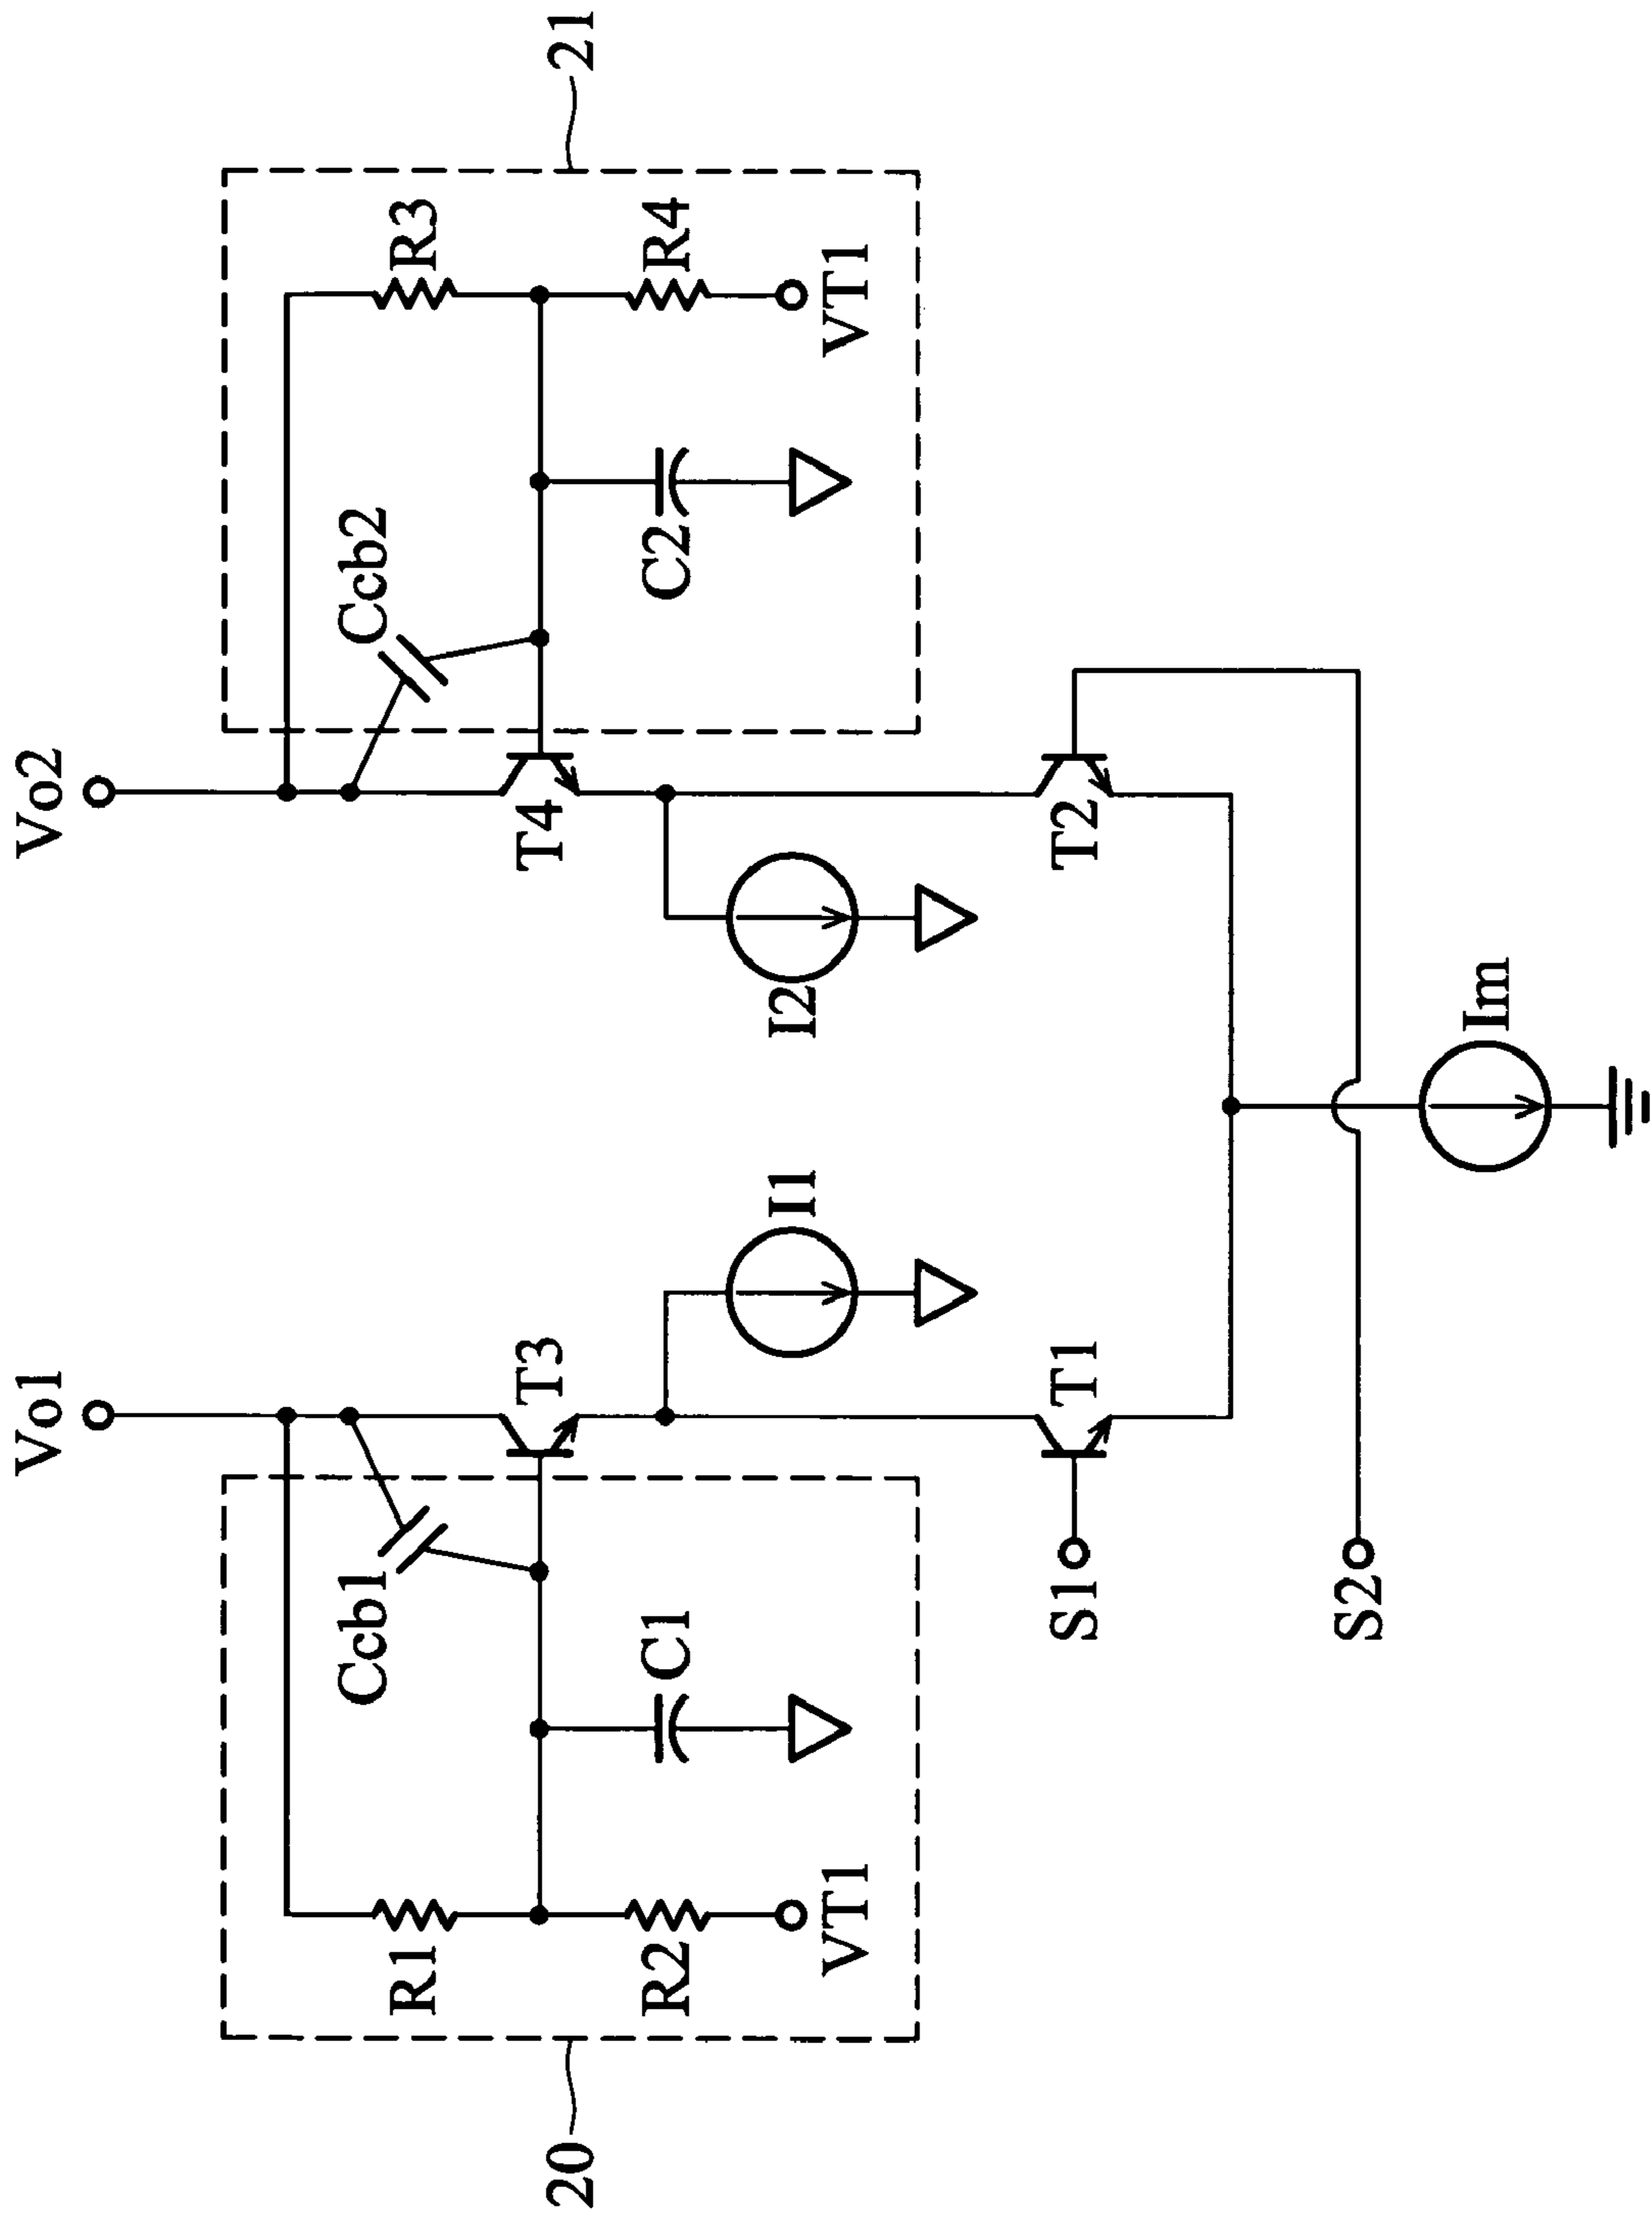 Vo1
Vo2
R1
Ccb1
T3
T4
Ccb2
R3
20
21
R2
C1
I1
I2
C2
R4
VT1
VT1
S1
T1
T2
S2
Im